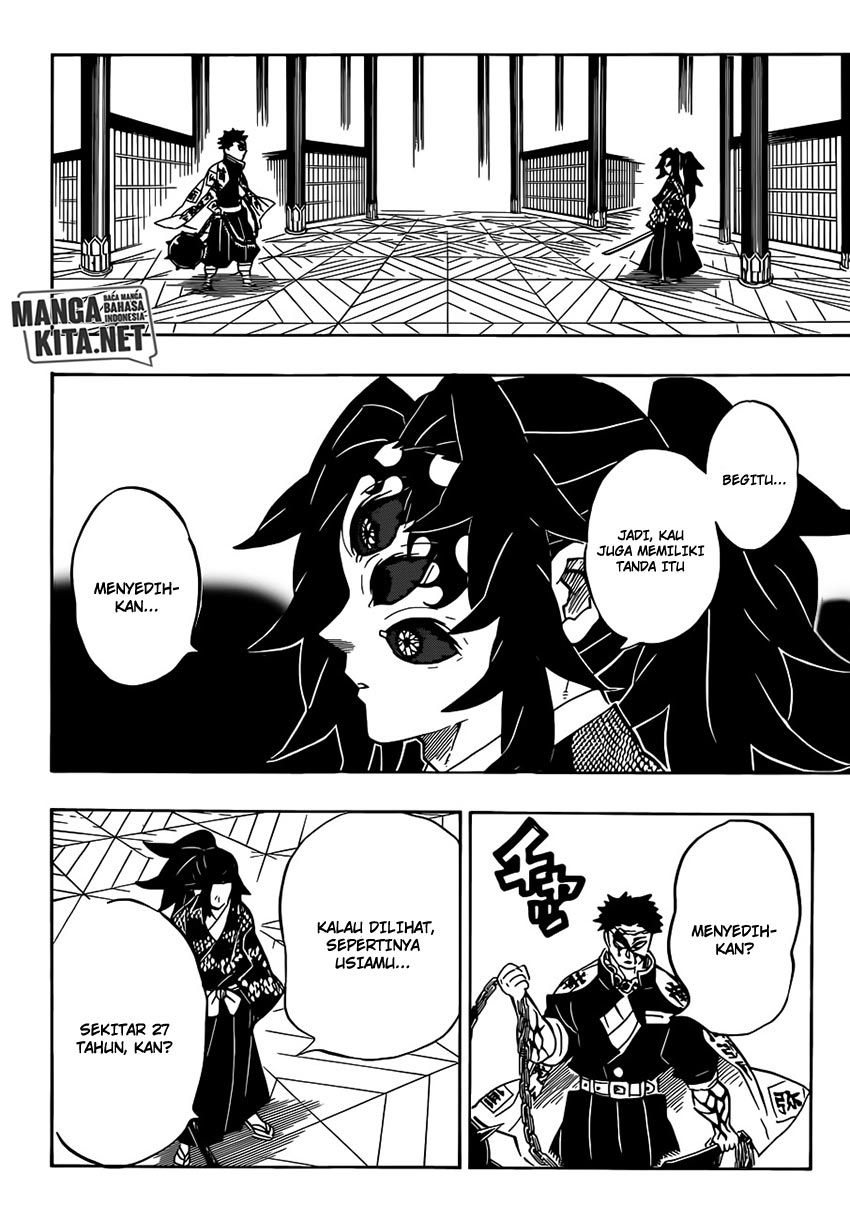 MANGA
KITA.NET
BACA MANGA
BAHASA
INDONESIA
BEGITU...
JADI, KAU
JUGA MEMILIKI
TANDA ITU
MENYEDIH-
KAN...
MENYEDIH-
KAN?
KALAU DILIHAT,
SEPERTINYA
USIAMU...
SEKITAR 27
TAHUN, KAN?